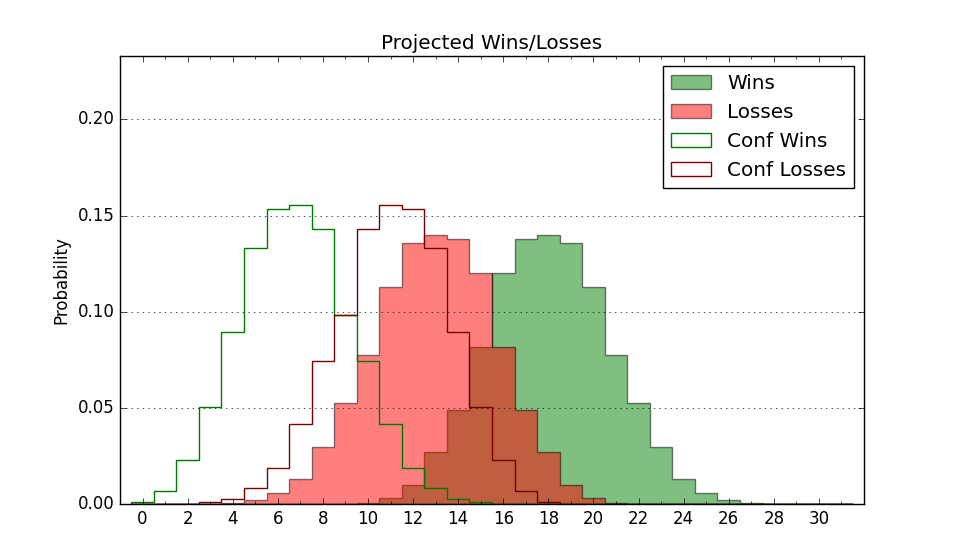 Projected Wins/Losses
Wins
Losses
Conf Wins
Conf Losses
Probability
0.20
0.15
0.10
0.05
0.00
0 2 4 6 8 10 12 14 16 18 20 22 24 26 28 30